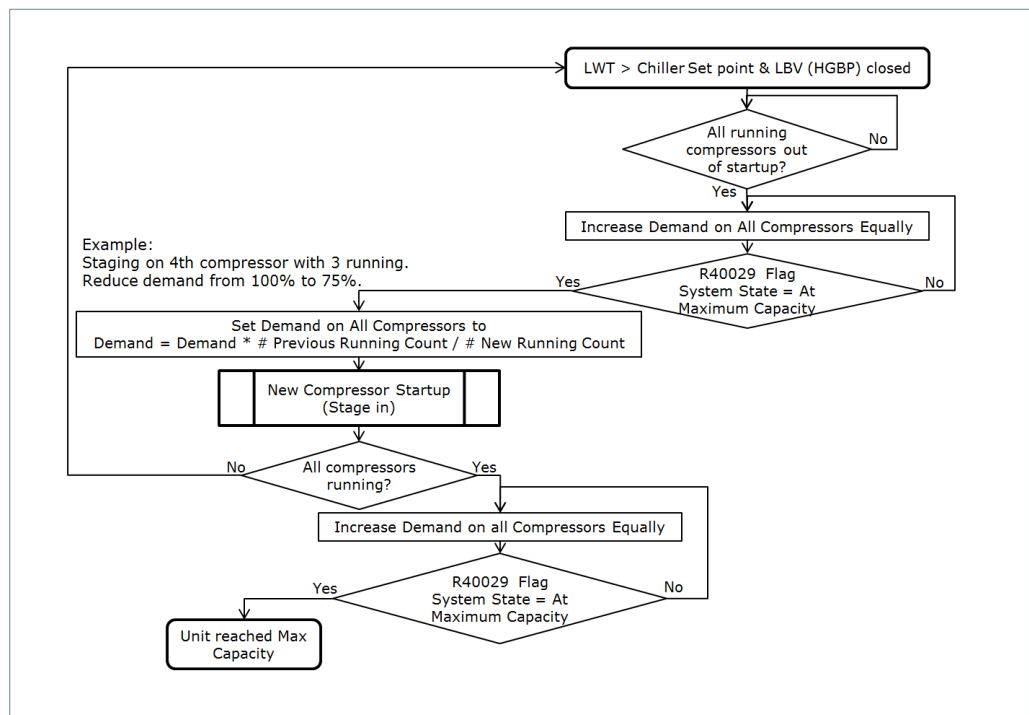 LWT > Chiller Set point & LBV (HGBP) closed
All running
compressors out
of startup?
No
Yes
Increase Demand on All Compressors Equally
Example:
Staging on 4th compressor with 3 running.
Reduce demand from 100% to 75%.
R40029 Flag
System State = At
Maximum Capacity
Yes
No
Set Demand on All Compressors to
Demand = Demand * # Previous Running Count / # New Running Count
New Compressor Startup
(Stage in)
All compressors
running?
No
Yes
Increase Demand on all Compressors Equally
R40029 Flag
System State = At
Maximum Capacity
Yes
No
Unit reached Max
Capacity